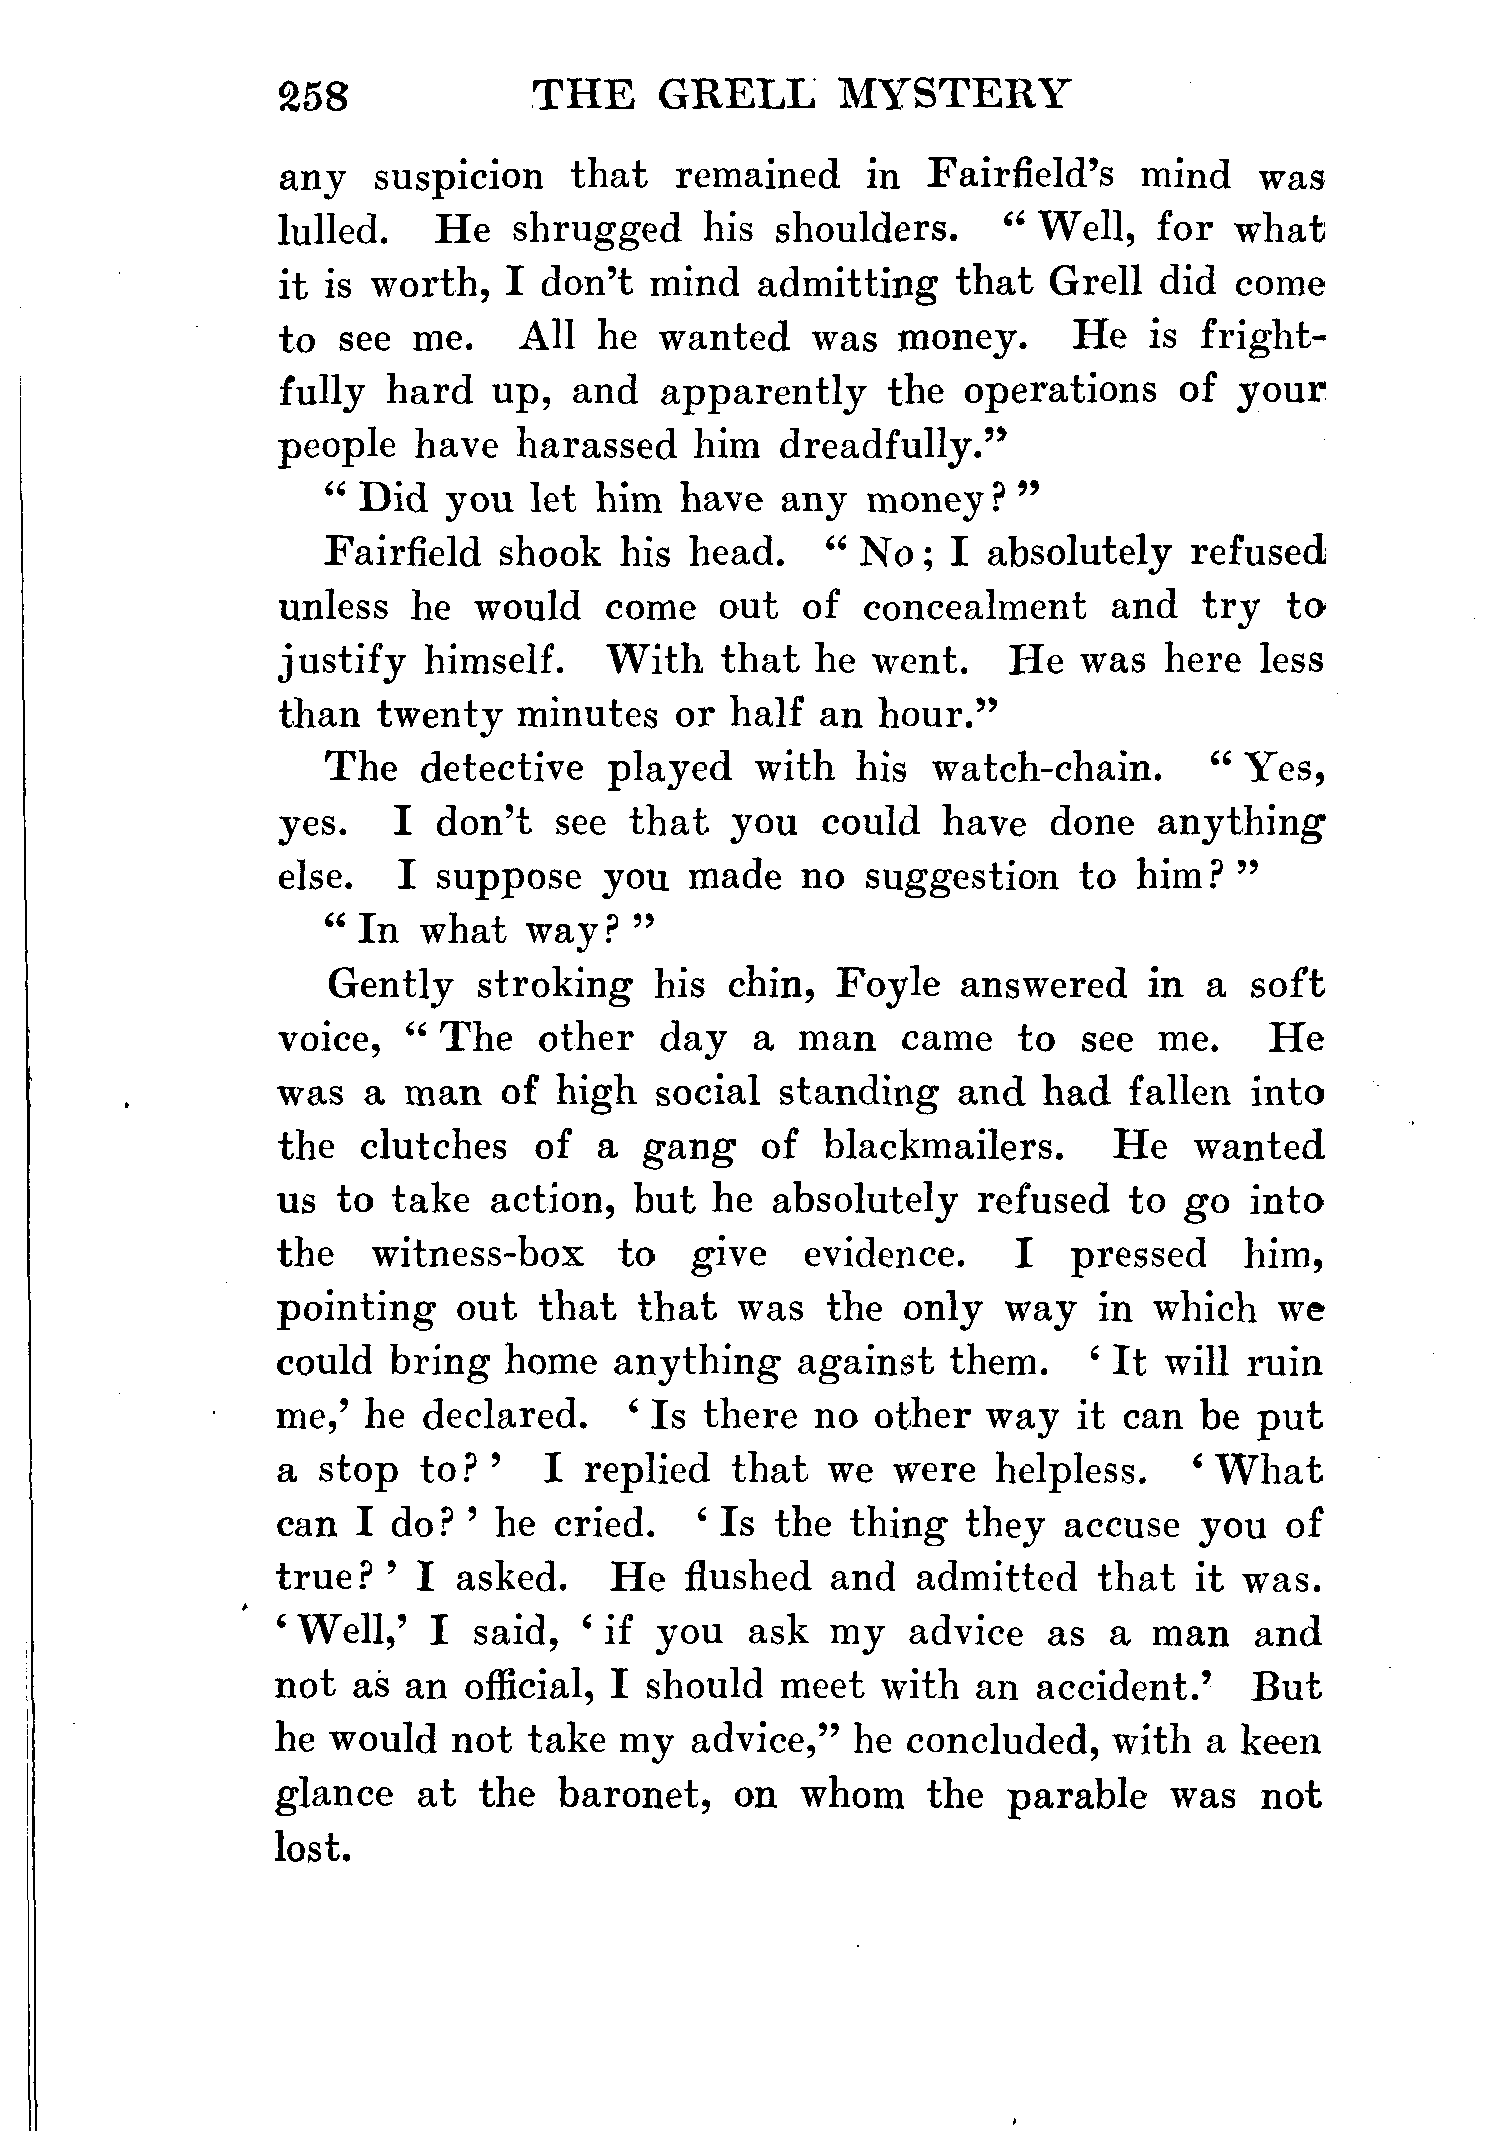 258 THE GRELL MYSTERY
any suspicion that remained in Fairfield's mind was
lulled. He shrugged his shoulders. “ Well, for what
it is worth, I don't mind admitting that Grell did come
to see me. All he wanted was money. He is fright-
fully hard up, and apparently the operations of your
people have harassed him dreadfully.”
“ Did you let him have any money? ”
Fairfield shook his head. “ No ; I absolutely refused
unless he would come out of concealment and try to
justify himself. With that he went. He was here less
than twenty minutes or half an hour.”
The detective played with his watch-chain. “ Yes,
yes. I don't see that you could have done anything
else. I suppose you made no suggestion to him? ”
“ In what way? ”
Gently stroking his chin, Foyle answered in a soft
voice, “ The other day a man came to see me. He
was a man of high social standing and had fallen into
the clutches of a gang of blackmailers. He wanted
us to take action, but he absolutely refused to go into
the witness-box to give evidence. I pressed him,
pointing out that that was the only way in which we
could bring home anything against them. ‘ It will ruin
me,’ he declared. ‘ Is there no other way it can be put
a stop to? ’ I replied that we were helpless. ‘ What
can I do? ’ he cried. ‘ Is the thing they accuse you of
true? ’ I asked. He flushed and admitted that it was.
‘ Well,’ I said, ‘ if you ask my advice as a man and
not as an official, I should meet with an accident.’ But
he would not take my advice,” he concluded, with a keen
glance at the baronet, on whom the parable was not
lost.